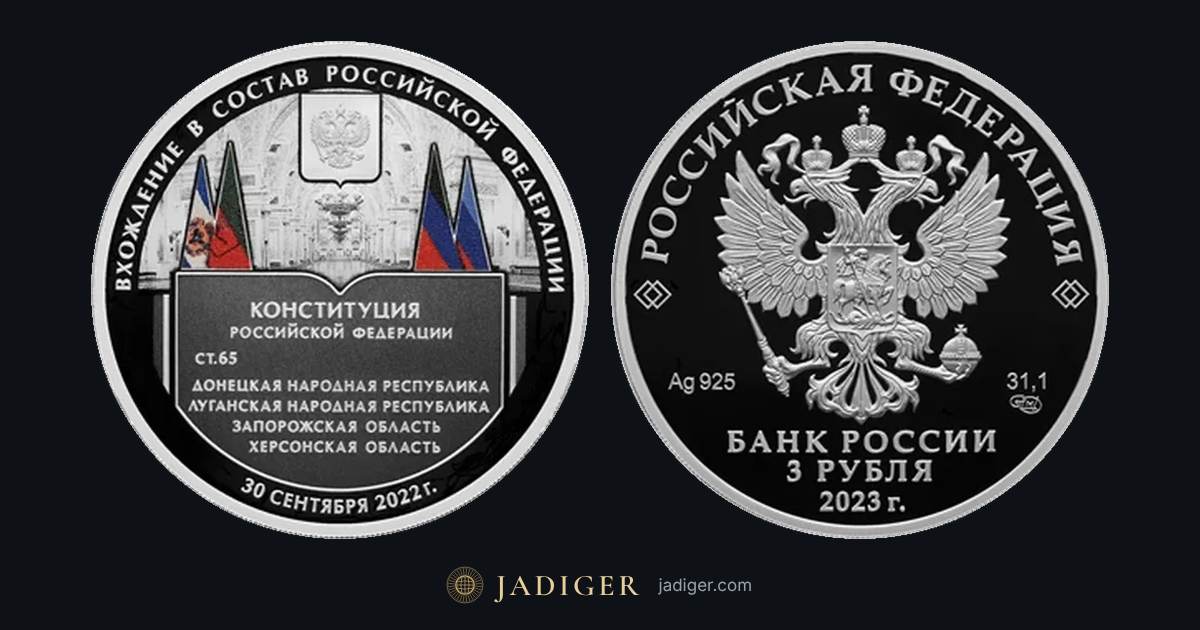 ВХОЖДЕНИЕ В СОСТАВ РОССИЙСКОЙ ФЕДЕРАЦИИ
КОНСТИТУЦИЯ
РОССИЙСКОЙ ФЕДЕРАЦИИ
СТ.65
ДОНЕЦКАЯ НАРОДНАЯ РЕСПУБЛИКА
ЛУГАНСКАЯ НАРОДНАЯ РЕСПУБЛИКА
ЗАПОРОЖСКАЯ ОБЛАСТЬ
ХЕРСОНСКАЯ ОБЛАСТЬ
30 СЕНТЯБРЯ 2022 г.
РОССИЙСКАЯ ФЕДЕРАЦИЯ
Ag 925
31,1
БАНК РОССИИ
3 РУБЛЯ
2023 г.
JADIGER
jadiger.com